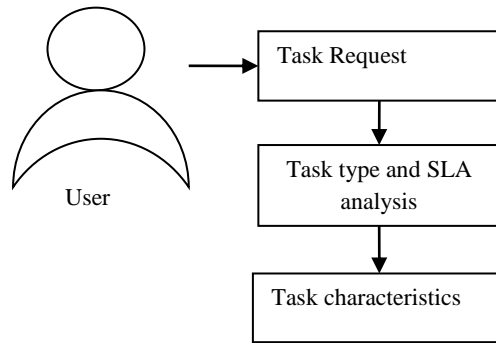 Task Request
Task type and SLA
analysis
User
Task characteristics